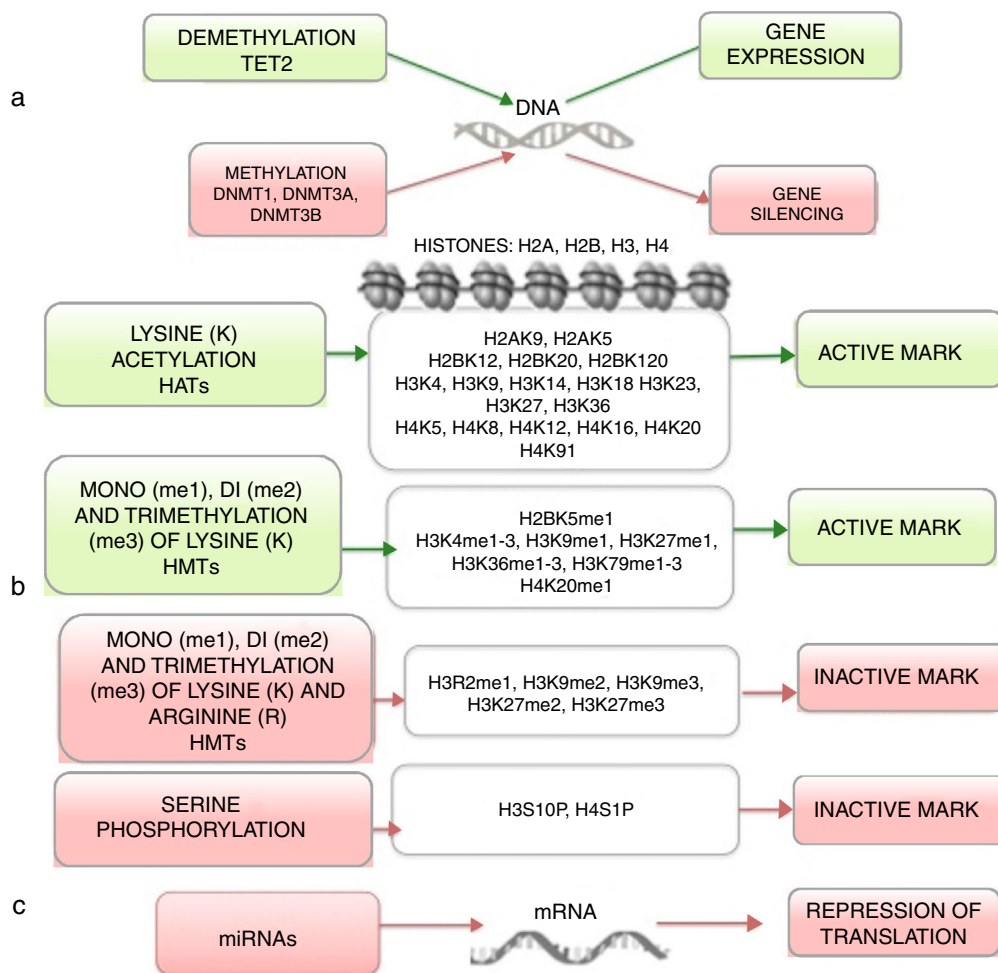 DEMETHYLATION
TET2
GENE
EXPRESSION
a
DNA
METHYLATION
DNMT1, DNMT3A,
DNMT3B
GENE
SILENCING
HISTONES: H2A, H2B, H3, H4
LYSINE (K)
ACETYLATION
HATs
H2AK9, H2AK5
H2BK12, H2BK20, H2BK120
H3K4, H3K9, H3K14, H3K18 H3K23,
H3K27, H3K36
H4K5, H4K8, H4K12, H4K16, H4K20
H4K91
ACTIVE MARK
MONO (me1), DI (me2)
AND TRIMETHYLATION
(me3) OF LYSINE (K)
HMTs
H2BK5me1
H3K4me1-3, H3K9me1, H3K27me1,
H3K36me1-3, H3K79me1-3
H4K20me1
ACTIVE MARK
b
MONO (me1), DI (me2)
AND TRIMETHYLATION
(me3) OF LYSINE (K) AND
ARGININE (R)
HMTs
H3R2me1, H3K9me2, H3K9me3,
H3K27me2, H3K27me3
INACTIVE MARK
SERINE
PHOSPHORYLATION
H3S10P, H4S1P
INACTIVE MARK
c
miRNAs
mRNA
REPRESSION OF
TRANSLATION